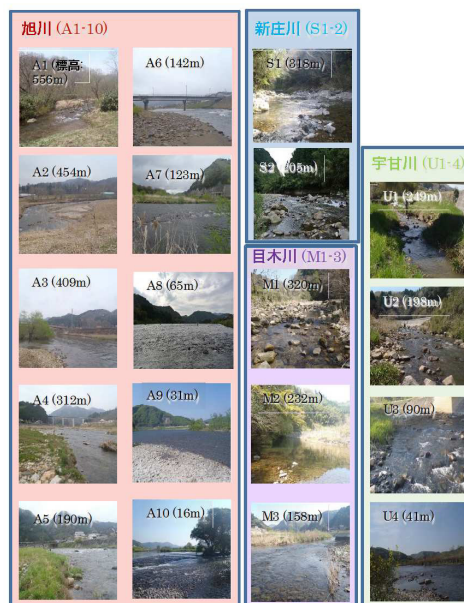 旭川 (A1-10)
A1 (標高:
556m)
A2 (454m)
A3 (409m)
A4 (312m)
A5 (190m)
A6 (142m)
A7 (123m)
A8 (65m)
A9 (31m)
A10 (16m)
新庄川 (S1-2)
S1 (318m)
S2 (205m)
目木川 (M1-3)
M1 (320m)
M2 (232m)
M3 (158m)
宇甘川 (U1-4)
U1 (249m)
U2 (198m)
U3 (90m)
U4 (41m)